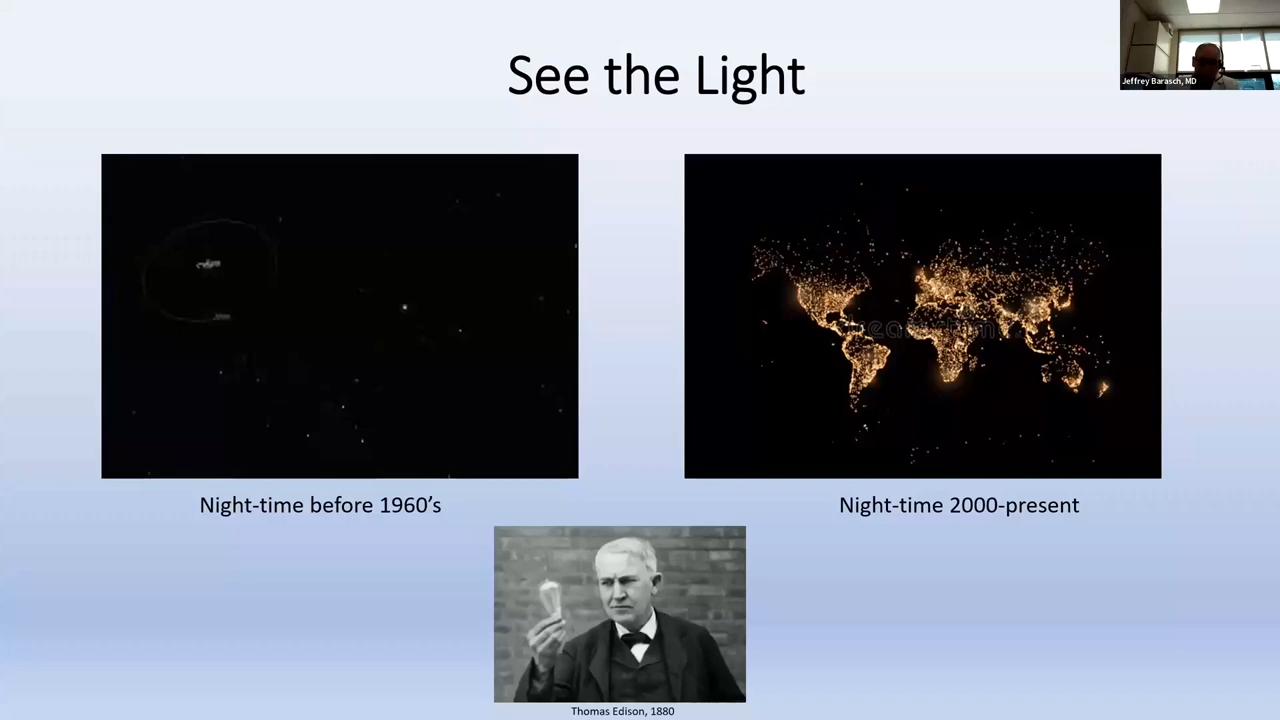 See the Light
Jeffrey Barasch, MD
Night-time before 1960’s
Night-time 2000-present
Thomas Edison, 1880